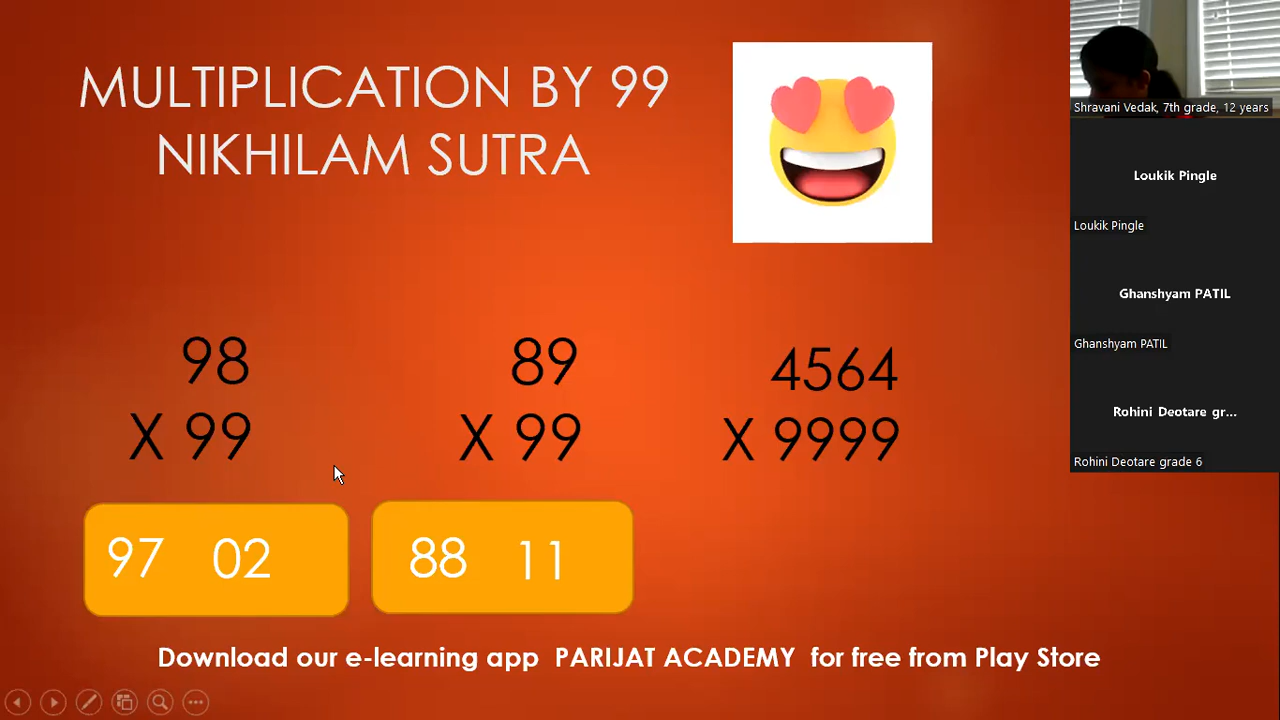 MULTIPLICATION BY 99
NIKHILAM SUTRA
98
X 99
97 02
89
X 99
88 11
4564
X 9999
Download our e-learning app PARIJAT ACADEMY for free from Play Store
Shravani Vedak, 7th grade, 12 years
Loukik Pingle
Loukik Pingle
Ghanshyam PATIL
Ghanshyam PATIL
Rohini Deotare gr...
Rohini Deotare grade 6